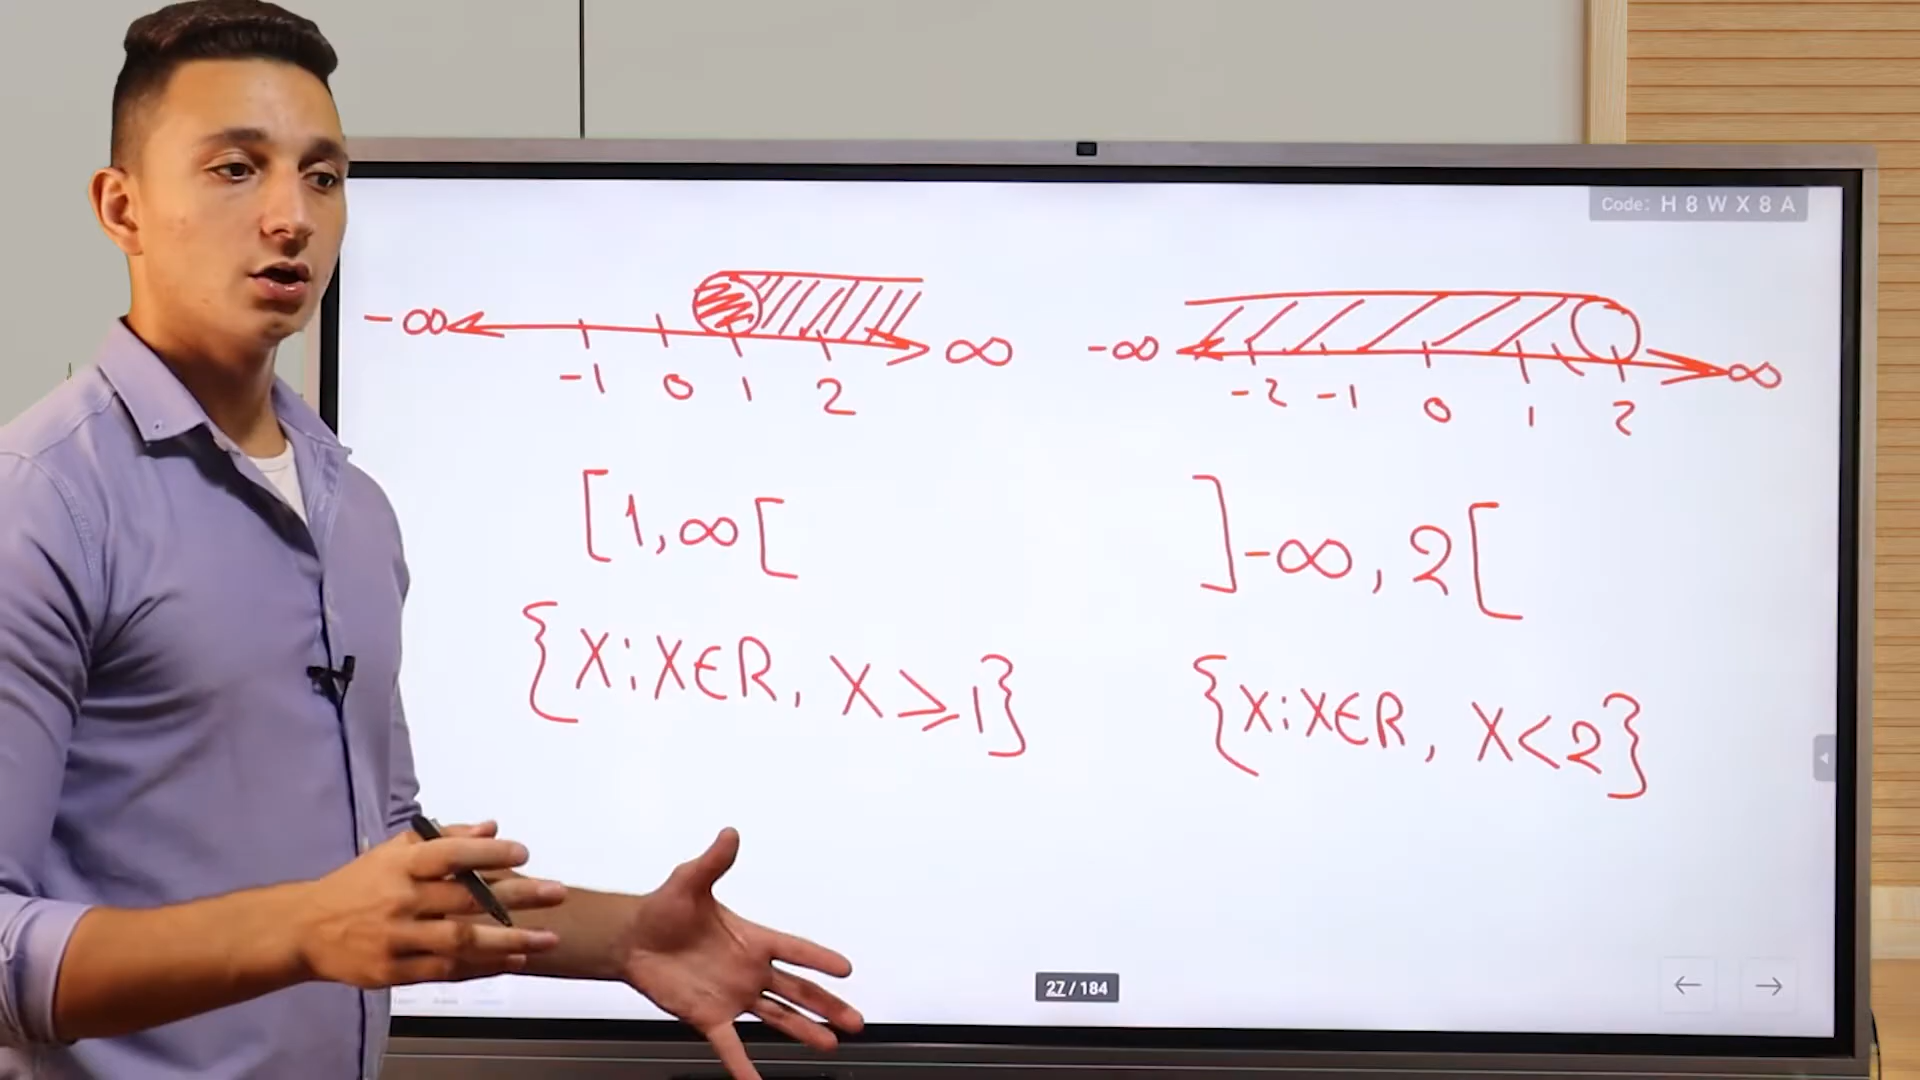 Code: H 8 W X 8 A
-∞ ∞
-1 0 1 2
[1, ∞[
{X : X∈R, X ⩾ 1}
-∞ ∞
-2 -1 0 1 2
]-∞, 2[
{X : X∈R, X < 2}
27 / 184